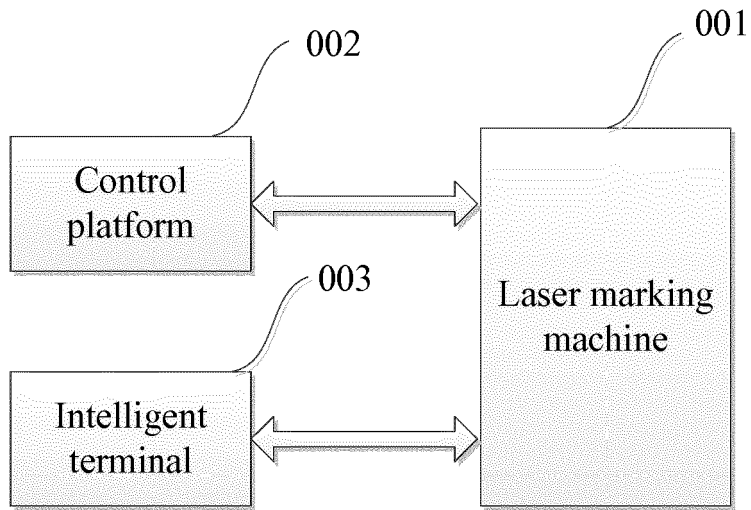 002
001
Control
platform
003
Laser marking
machine
Intelligent
terminal